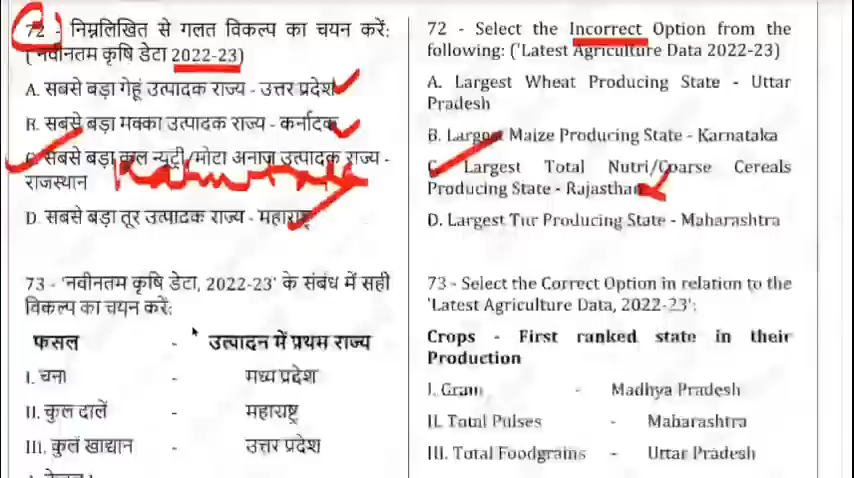 72 - निम्नलिखित से गलत विकल्प का चयन करें:
('नवीनतम कृषि डेटा 2022-23)
A. सबसे बड़ा गेहूं उत्पादक राज्य - उत्तर प्रदेश
B. सबसे बड़ा मक्का उत्पादक राज्य - कर्नाटक
C. सबसे बड़ा कुल न्यूट्री/मोटा अनाज उत्पादक राज्य -
राजस्थान
D. सबसे बड़ा तूर उत्पादक राज्य - महाराष्ट्र
73 - 'नवीनतम कृषि डेटा, 2022-23' के संबंध में सही
विकल्प का चयन करें:
फसल - उत्पादन में प्रथम राज्य
I. चना - मध्य प्रदेश
II. कुल दालें - महाराष्ट्र
III. कुल खाद्यान - उत्तर प्रदेश
72 - Select the Incorrect Option from the
following: ('Latest Agriculture Data 2022-23)
A. Largest Wheat Producing State - Uttar
Pradesh
B. Largest Maize Producing State - Karnataka
C. Largest Total Nutri/Coarse Cereals
Producing State - Rajasthan
D. Largest Tur Producing State - Maharashtra
73 - Select the Correct Option in relation to the
'Latest Agriculture Data, 2022-23':
Crops - First ranked state in their
Production
I. Gram - Madhya Pradesh
II. Total Pulses - Maharashtra
III. Total Foodgrains - Uttar Pradesh